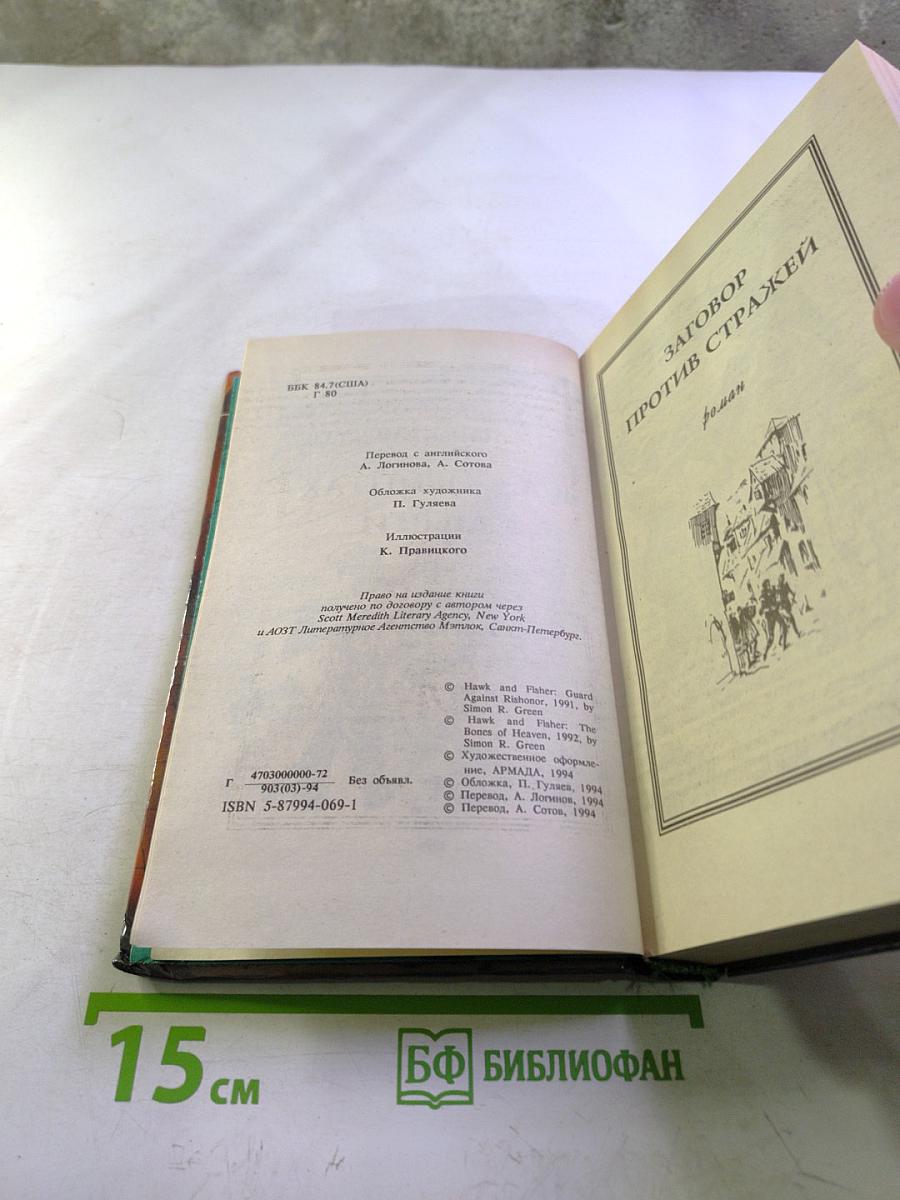 ББК 84.7(США)
Г 80
Перевод с английского
А. Логинова, А. Сотова
Обложка художника
П. Гуляева
Иллюстрации
К. Правицкого
Право на издание книги
получено по договору с автором через
Scott Meredith Literary Agency, New York
и АОЗТ Литературное Агентство Мэтлок, Санкт-Петербург.
© Hawk and Fisher: Guard
Against Rishonor, 1991, by
Simon R. Green
© Hawk and Fisher: The
Bones of Heaven, 1992, by
Simon R. Green
© Художественное оформле-
ние, АРМАДА, 1994
© Обложка, П. Гуляев, 1994
© Перевод, А. Логинов, 1994
© Перевод, А. Сотов, 1994
Г 4703000000-72 Без объявл.
903(03)-94
ISBN 5-87994-069-1
ЗАГОВОР
ПРОТИВ СТРАЖЕЙ
роман
15 см
БФ БИБЛИОФАН